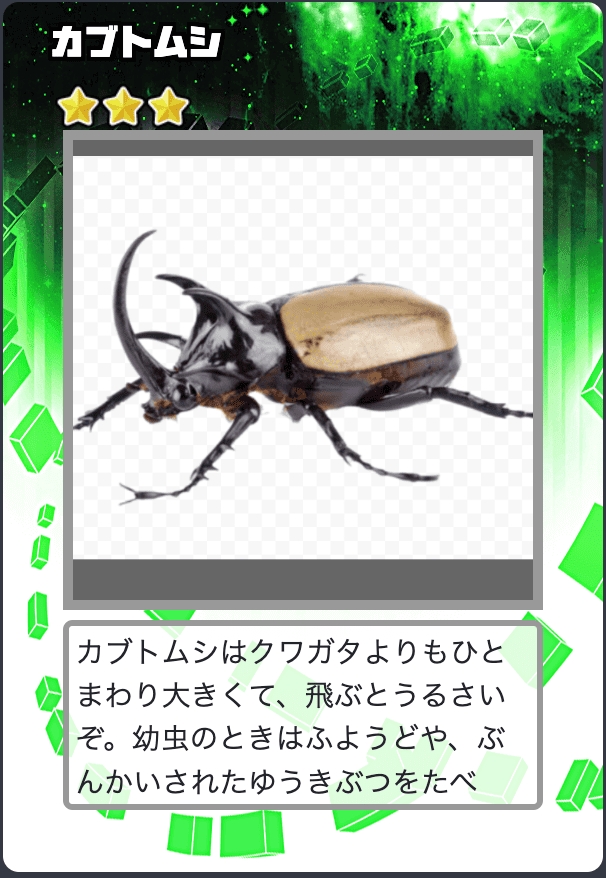 カブトムシ
カブトムシはクワガタよりもひと
まわり大きくて、飛ぶとうるさい
ぞ。幼虫のときはふようどや、ぶ
んかいされたゆうきぶつをたべ